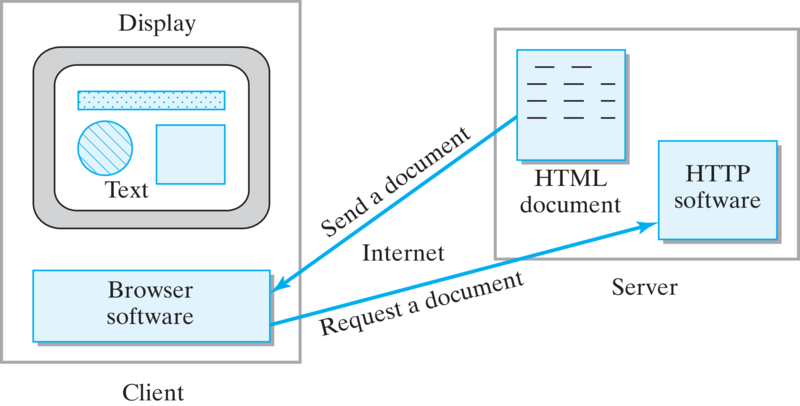 Display
Text
Browser
software
Client
Send a document
Internet
Request a document
HTML
document
HTTP
software
Server